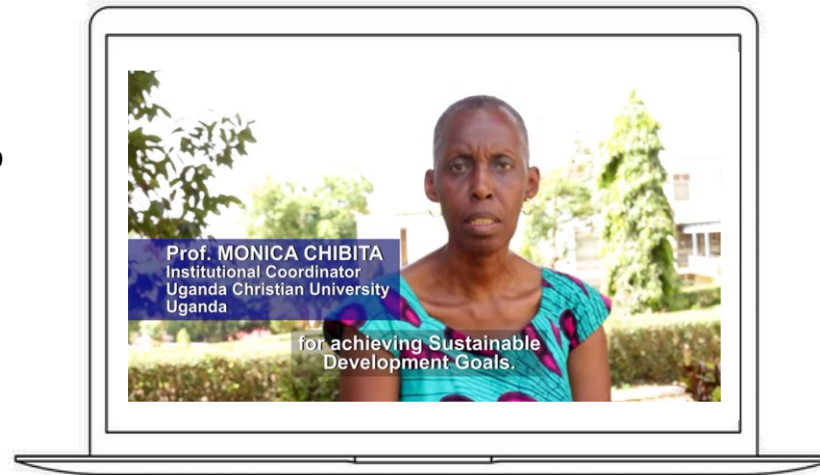 Prof. MONICA CHIBITA
Institutional Coordinator
Uganda Christian University
Uganda
for achieving Sustainable
Development Goals.